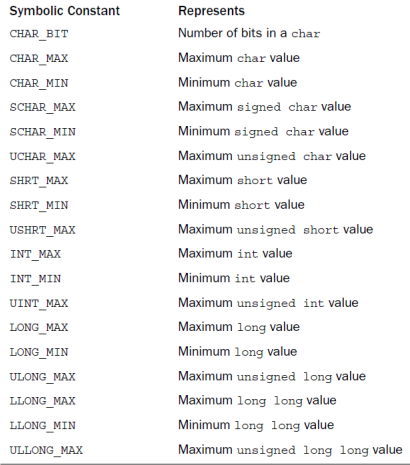 Symbolic Constant Represents
CHAR_BIT Number of bits in a char
CHAR_MAX Maximum char value
CHAR_MIN Minimum char value
SCHAR_MAX Maximum signed char value
SCHAR_MIN Minimum signed char value
UCHAR_MAX Maximum unsigned char value
SHRT_MAX Maximum short value
SHRT_MIN Minimum short value
USHRT_MAX Maximum unsigned short value
INT_MAX Maximum int value
INT_MIN Minimum int value
UINT_MAX Maximum unsigned int value
LONG_MAX Maximum long value
LONG_MIN Minimum long value
ULONG_MAX Maximum unsigned long value
LLONG_MAX Maximum long long value
LLONG_MIN Minimum long long value
ULLONG_MAX Maximum unsigned long long value